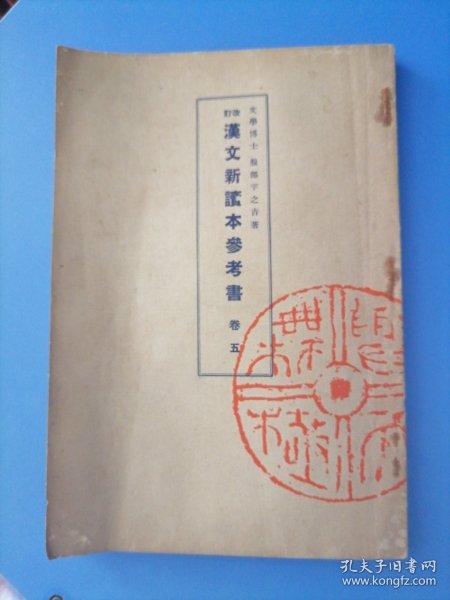 文學博士 服部宇之吉著
改訂 漢文新讀本參考書 卷五
孔夫子旧书网
www.kongfz.com